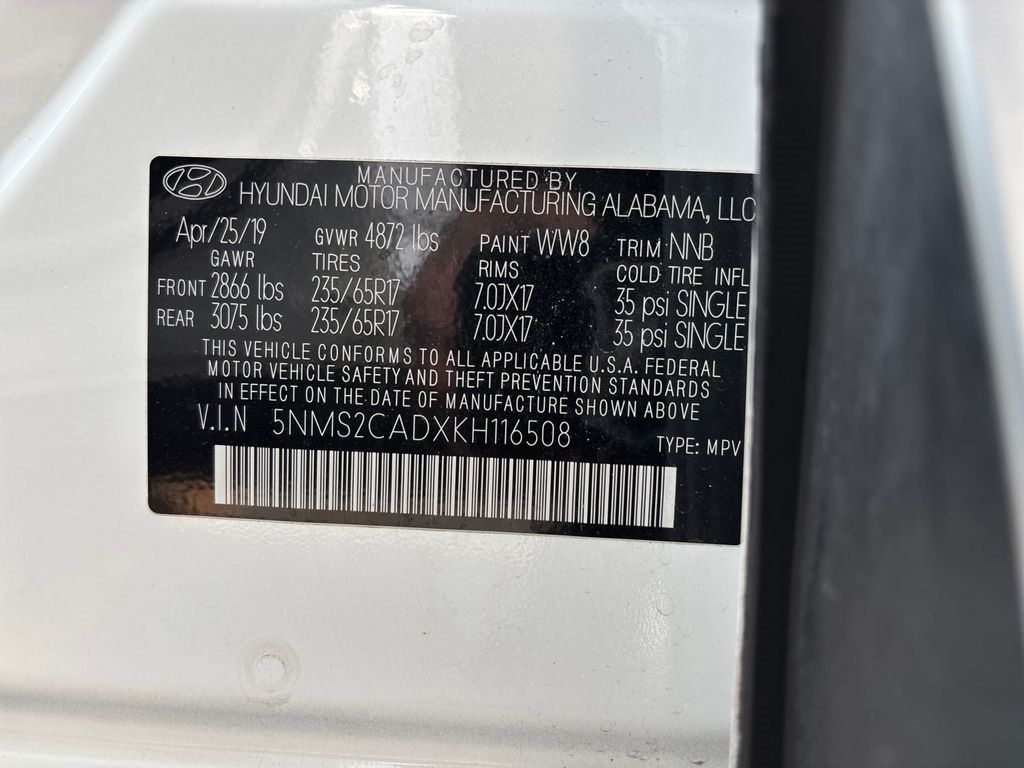 MANUFACTURED BY
HYUNDAI MOTOR MANUFACTURING ALABAMA, LLC
Apr/25/19 GVWR 4872 lbs PAINT WW8 TRIM NNB
GAWR TIRES RIMS COLD TIRE INFL
FRONT 2866 lbs 235/65R17 7.0JX17 35 psi SINGLE
REAR 3075 lbs 235/65R17 7.0JX17 35 psi SINGLE
THIS VEHICLE CONFORMS TO ALL APPLICABLE U.S.A. FEDERAL
MOTOR VEHICLE SAFETY AND THEFT PREVENTION STANDARDS
IN EFFECT ON THE DATE OF MANUFACTURE SHOWN ABOVE
V.I.N 5NMS2CADXKH116508 TYPE: MPV